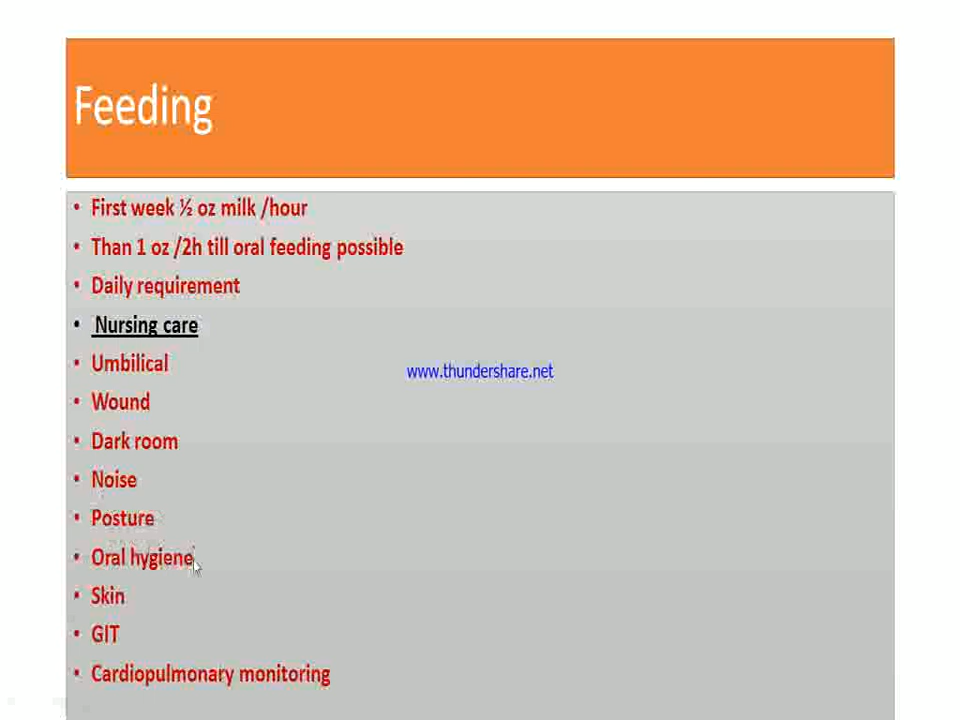 Feeding
• First week ½ oz milk /hour
• Than 1 oz /2h till oral feeding possible
• Daily requirement
• Nursing care
• Umbilical
www.thundershare.net
• Wound
• Dark room
• Noise
• Posture
• Oral hygiene
• Skin
• GIT
• Cardiopulmonary monitoring